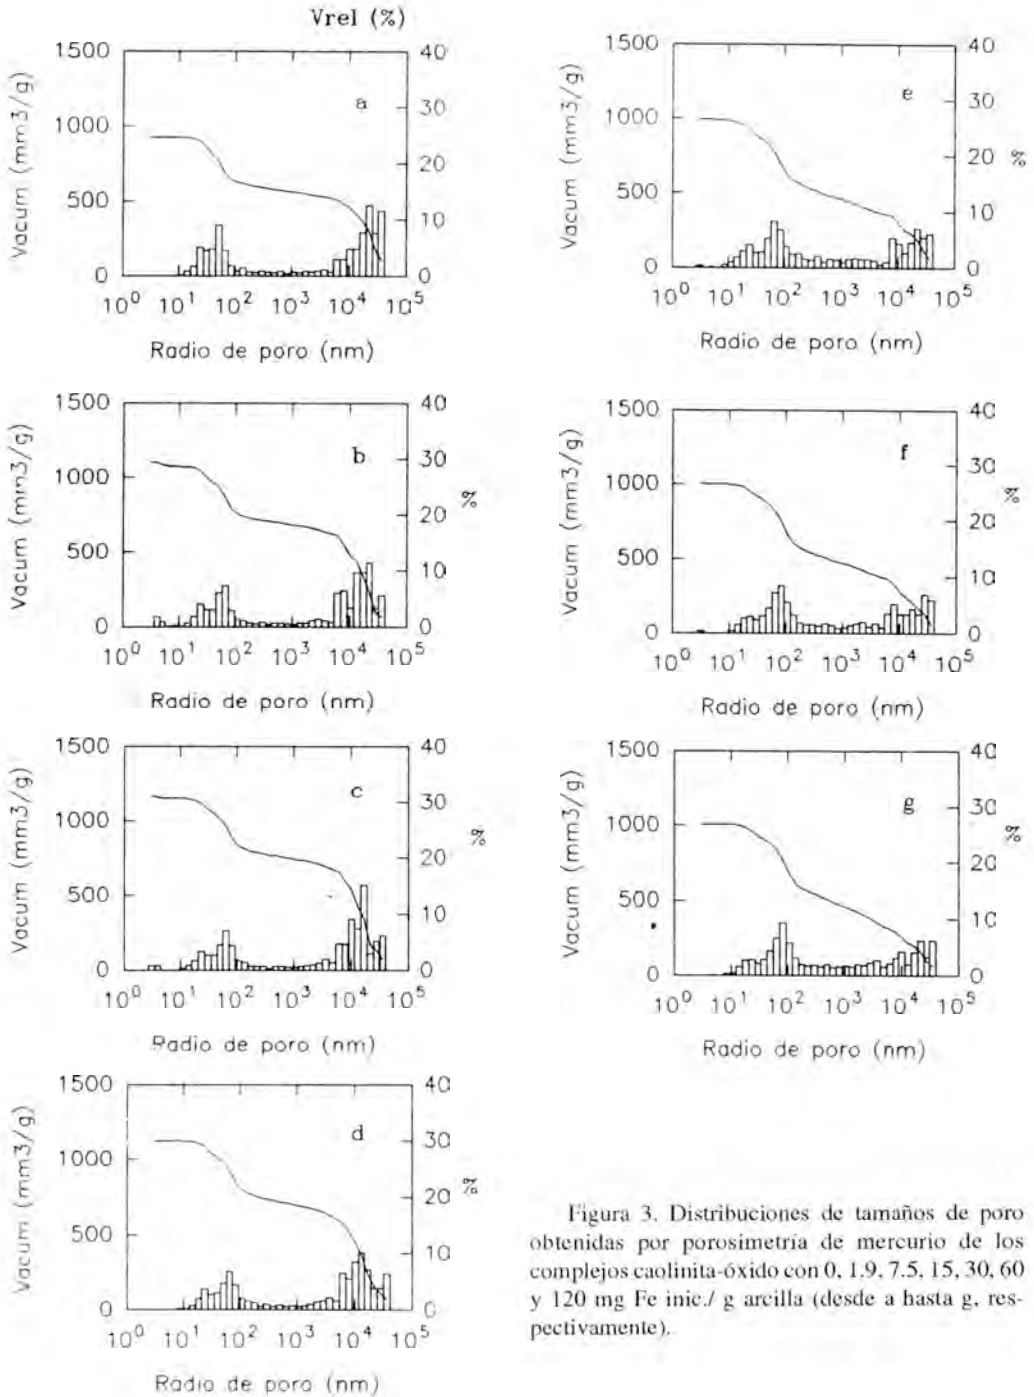 Vrel (%)
1500
1000
500
0
Vacum (mm3/g)
a
40
30
20
10
0
10⁰ 10¹ 10² 10³ 10⁴ 10⁵
Radio de poro (nm)
1500
1000
500
0
Vacum (mm3/g)
b
40
30
20
10
0
%
10⁰ 10¹ 10² 10³ 10⁴ 10⁵
Radio de poro (nm)
1500
1000
500
0
Vacum (mm3/g)
c
40
30
20
10
0
%
10⁰ 10¹ 10² 10³ 10⁴ 10⁵
Radio de poro (nm)
1500
1000
500
0
Vacum (mm3/g)
d
40
30
20
10
0
%
10⁰ 10¹ 10² 10³ 10⁴ 10⁵
Radio de poro (nm)
1500
1000
500
0
Vacum (mm3/g)
e
40
30
20
10
0
%
10⁰ 10¹ 10² 10³ 10⁴ 10⁵
Radio de poro (nm)
1500
1000
500
0
Vacum (mm3/g)
f
40
30
20
10
0
%
10⁰ 10¹ 10² 10³ 10⁴ 10⁵
Radio de poro (nm)
1500
1000
500
0
Vacum (mm3/g)
g
40
30
20
10
0
%
10⁰ 10¹ 10² 10³ 10⁴ 10⁵
Radio de poro (nm)
Figura 3. Distribuciones de tamaños de poro
obtenidas por porosimetría de mercurio de los
complejos caolinita-óxido con 0, 1.9, 7.5, 15, 30, 60
y 120 mg Fe inic./ g arcilla (desde a hasta g, res-
pectivamente).